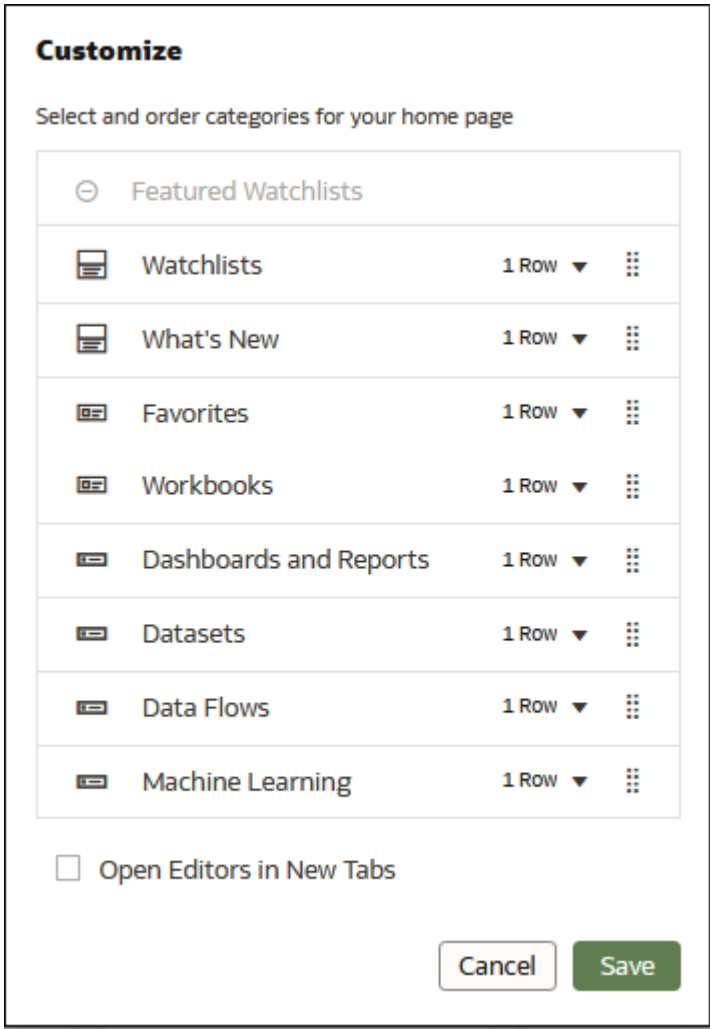 Customize
Select and order categories for your home page
Featured Watchlists
Watchlists 1 Row
What's New 1 Row
Favorites 1 Row
Workbooks 1 Row
Dashboards and Reports 1 Row
Datasets 1 Row
Data Flows 1 Row
Machine Learning 1 Row
Open Editors in New Tabs
Cancel Save